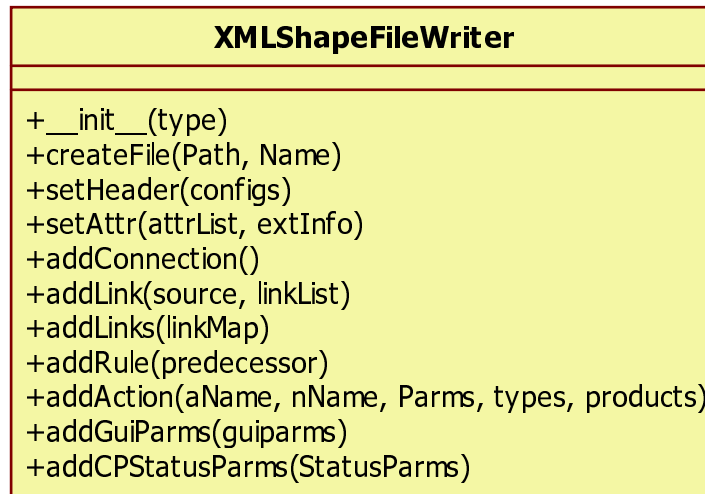 XMLShapeFileWriter
+__init__(type)
+createFile(Path, Name)
+setHeader(configs)
+setAttr(attrList, extInfo)
+addConnection()
+addLink(source, linkList)
+addLinks(linkMap)
+addRule(predecessor)
+addAction(aName, nName, Parms, types, products)
+addGuiParms(guiparms)
+addCPStatusParms(StatusParms)